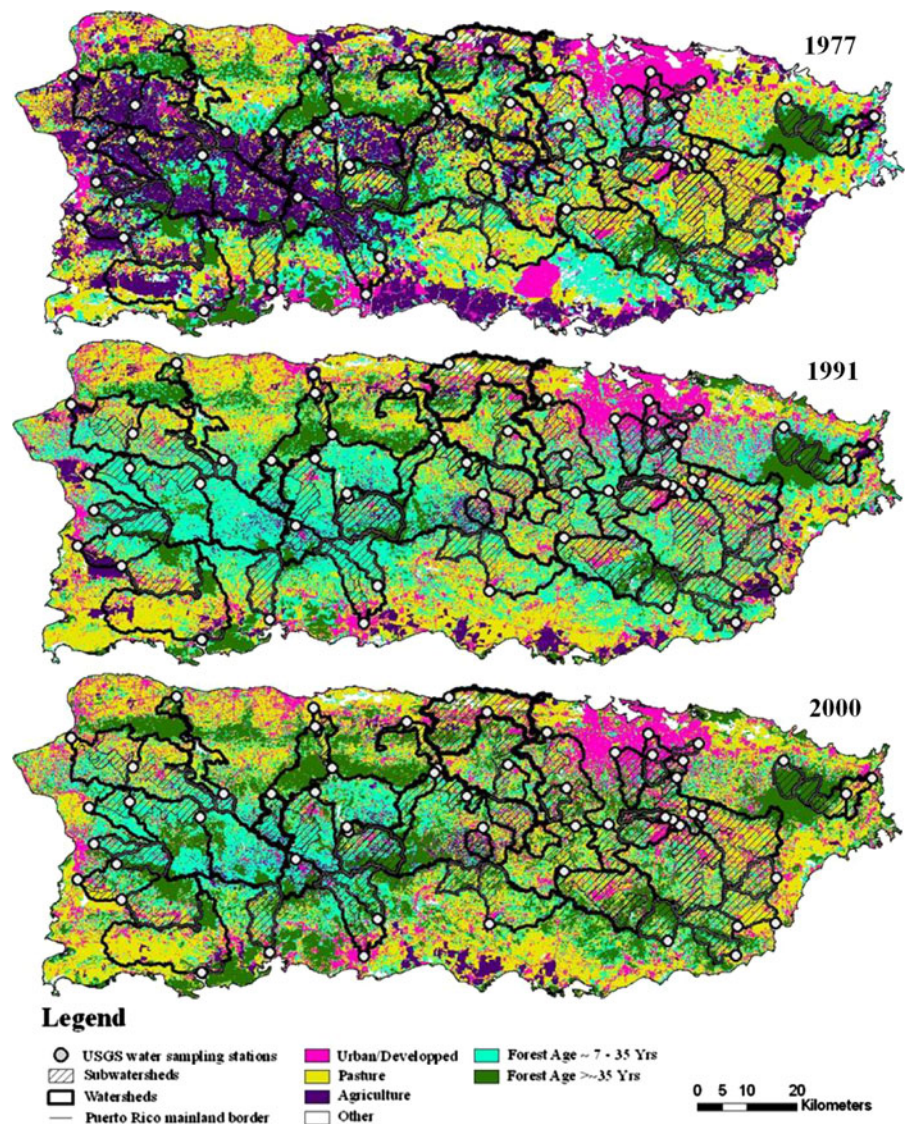 1977
1991
2000
Legend
USGS water sampling stations
Subwatersheds
Watersheds
Puerto Rico mainland border
Urban/Developped
Pasture
Agriculture
Other
Forest Age ~ 7 - 35 Yrs
Forest Age >~35 Yrs
0 5 10 20
Kilometers